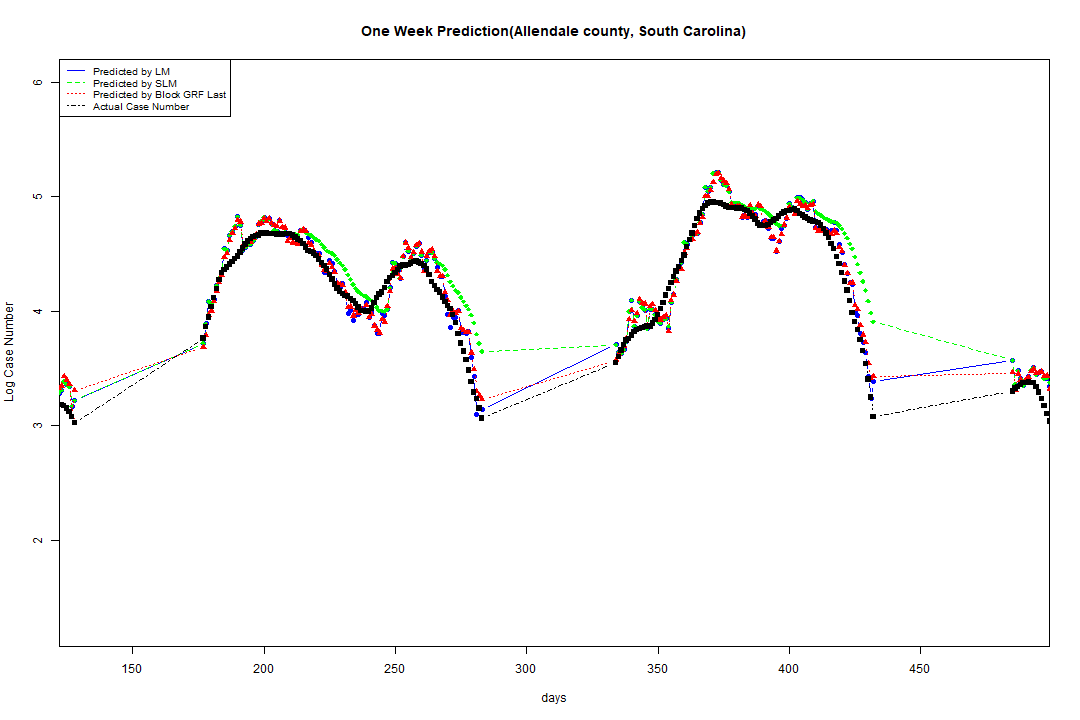 One Week Prediction(Allendale county, South Carolina)
Predicted by LM
Predicted by SLM
Predicted by Block GRF Last
Actual Case Number
6
5
4
3
2
Log Case Number
150 200 250 300 350 400 450
days